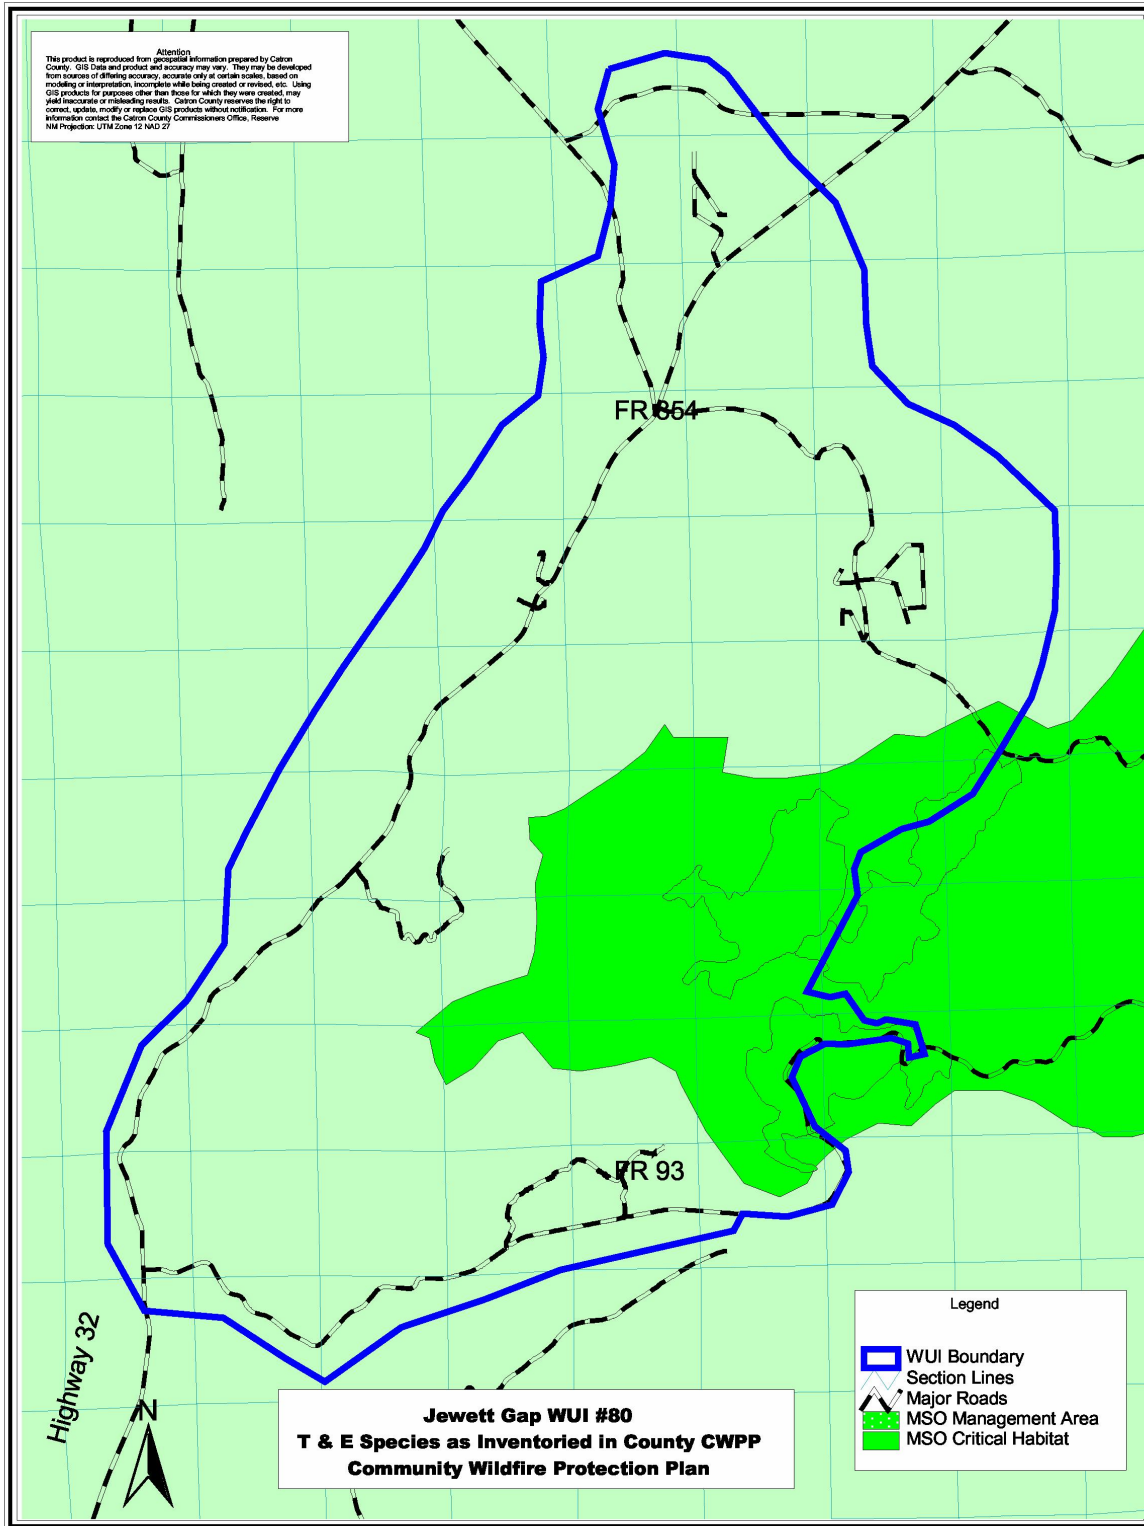 Attention
This product is reproduced from geospatial information prepared by Catron
County. GIS Data and product and accuracy may vary. They may be developed
from sources of differing accuracy, accurate only at certain scales, based on
modeling or interpretation, incomplete while being created or revised, etc. Using
GIS products for purposes other than those for which they were created, may
yield inaccurate or misleading results. Catron County reserves the right to
correct, update, modify or replace GIS products without notification. For more
information contact the Catron County Commissioners Office, Reserve
NM Projection: UTM Zone 12 NAD 27
FR 854
FR 93
Highway 32
N
Legend
WUI Boundary
Section Lines
Major Roads
MSO Management Area
MSO Critical Habitat
Jewett Gap WUI #80
T & E Species as Inventoried in County CWPP
Community Wildfire Protection Plan